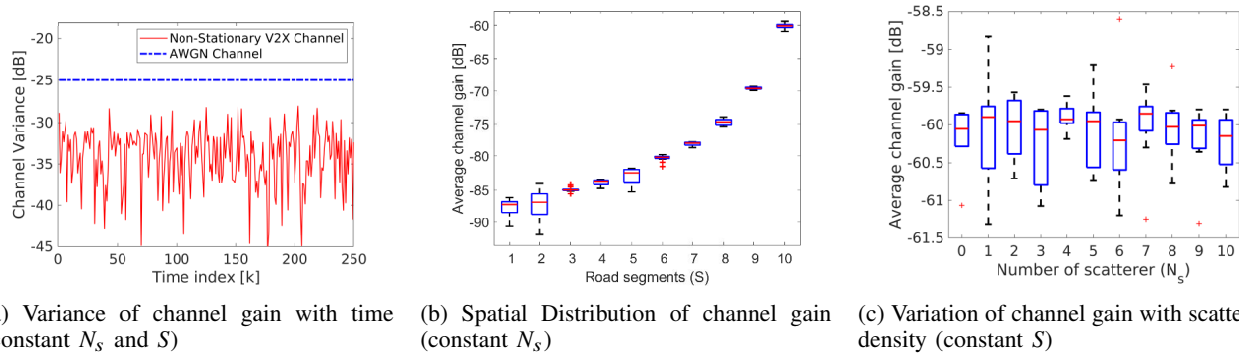 Channel Variance [dB]
-20
-25
-30
-35
-40
-45
Non-Stationary V2X Channel
AWGN Channel
0 50 100 150 200 250
Time index [k]
Average channel gain [dB]
-60
-65
-70
-75
-80
-85
-90
1 2 3 4 5 6 7 8 9 10
Road segments (S)
Average channel gain [dB]
-58.5
-59
-59.5
-60
-60.5
-61
-61.5
0 1 2 3 4 5 6 7 8 9 10
Number of scatterer (N_s)
) Variance of channel gain with time
onstant N_s and S)
(b) Spatial Distribution of channel gain
(constant N_s)
(c) Variation of channel gain with scatte
density (constant S)